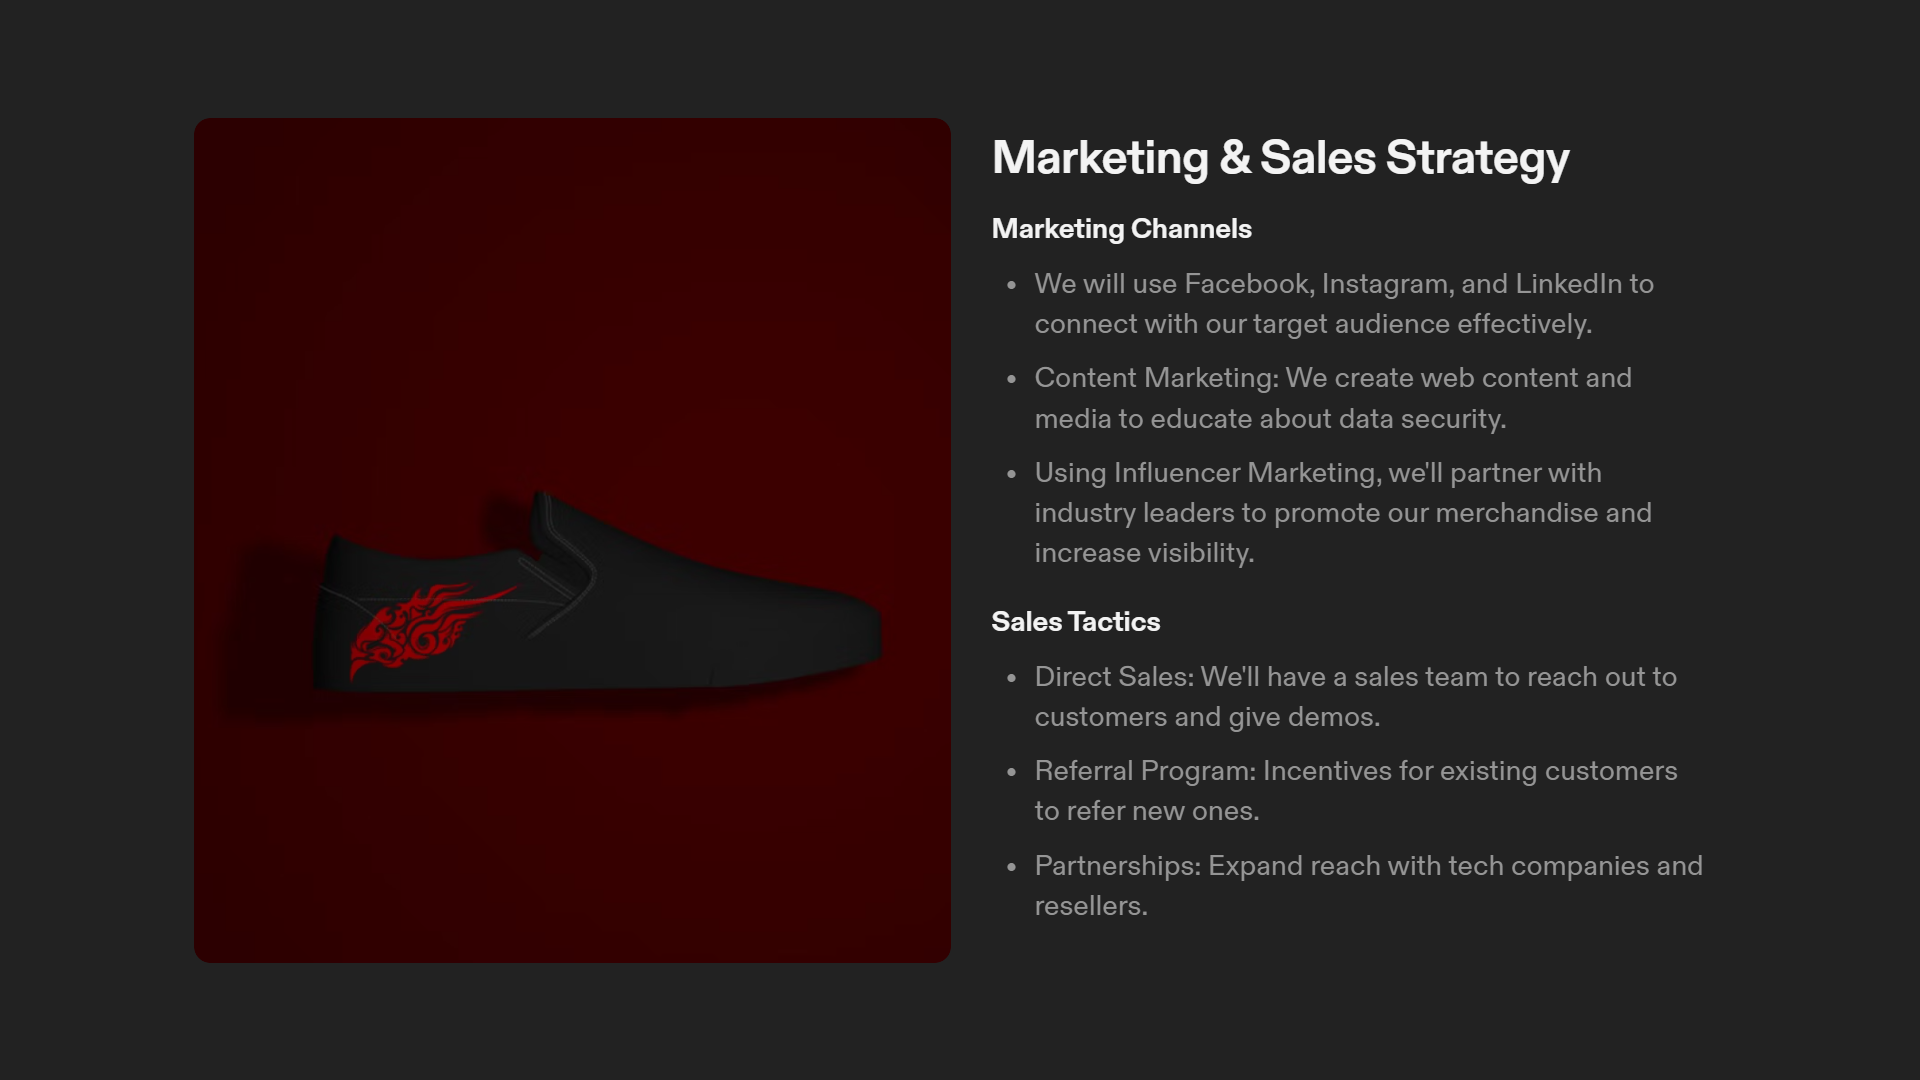 Marketing & Sales Strategy
Marketing Channels
• We will use Facebook, Instagram, and LinkedIn to
connect with our target audience effectively.
• Content Marketing: We create web content and
media to educate about data security.
• Using Influencer Marketing, we'll partner with
industry leaders to promote our merchandise and
increase visibility.
Sales Tactics
• Direct Sales: We'll have a sales team to reach out to
customers and give demos.
• Referral Program: Incentives for existing customers
to refer new ones.
• Partnerships: Expand reach with tech companies and
resellers.